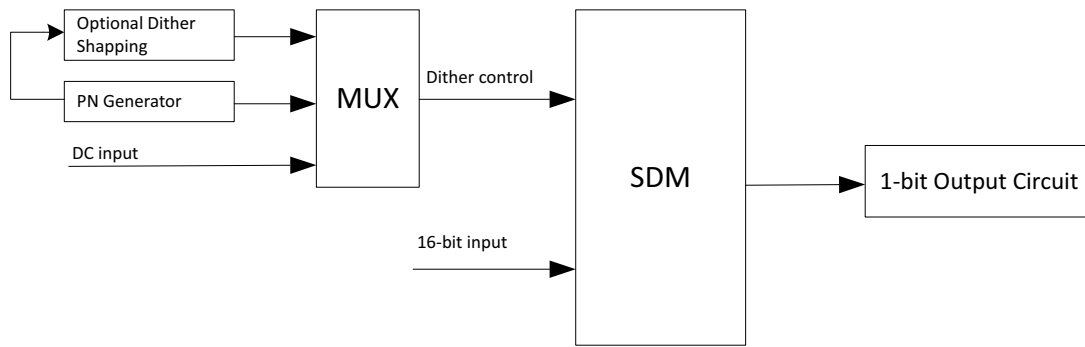 Optional Dither
Shapping
PN Generator
DC input
MUX
Dither control
16-bit input
SDM
1-bit Output Circuit